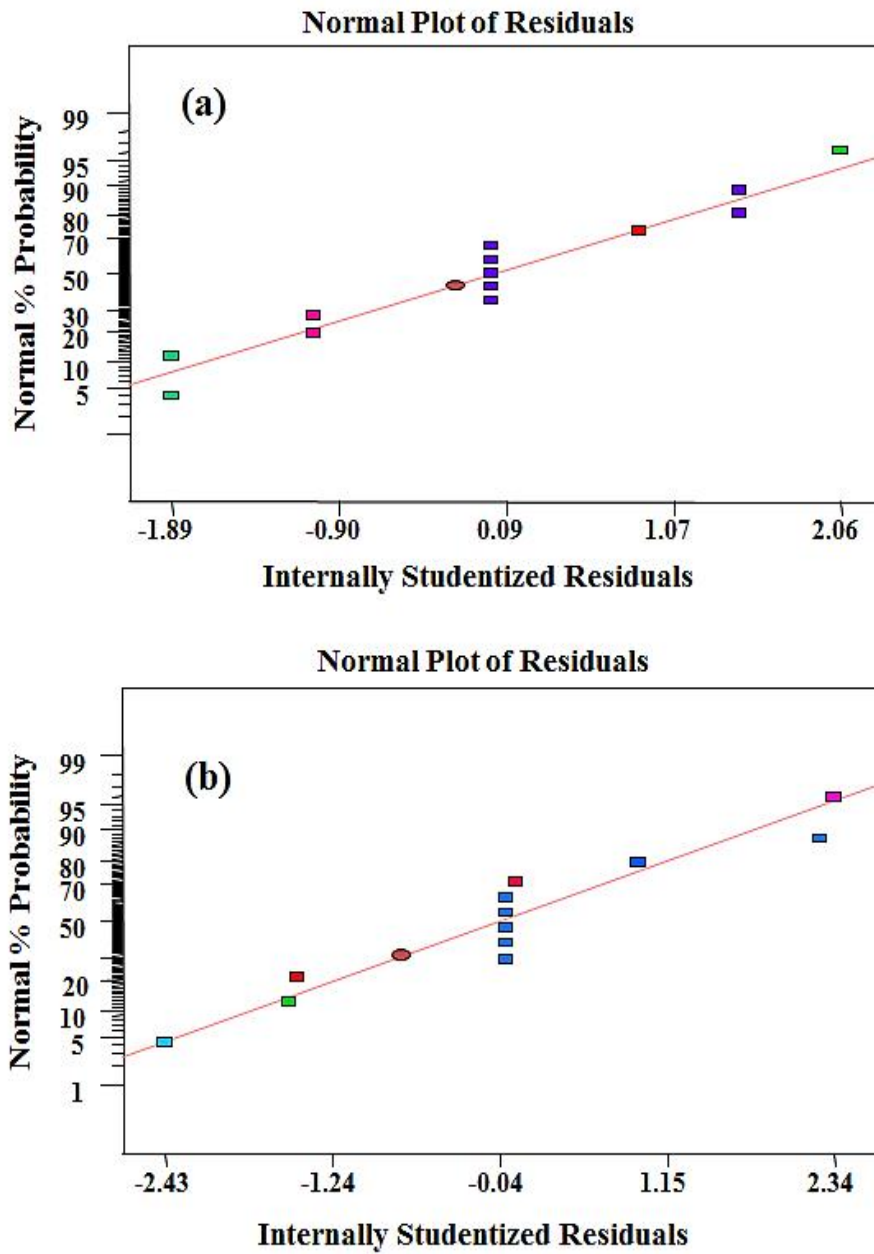 Normal Plot of Residuals
(a)
Normal % Probability
99
95
90
80
70
50
30
20
10
5
-1.89 -0.90 0.09 1.07 2.06
Internally Studentized Residuals
Normal Plot of Residuals
(b)
Normal % Probability
99
95
90
80
70
50
20
10
5
1
-2.43 -1.24 -0.04 1.15 2.34
Internally Studentized Residuals